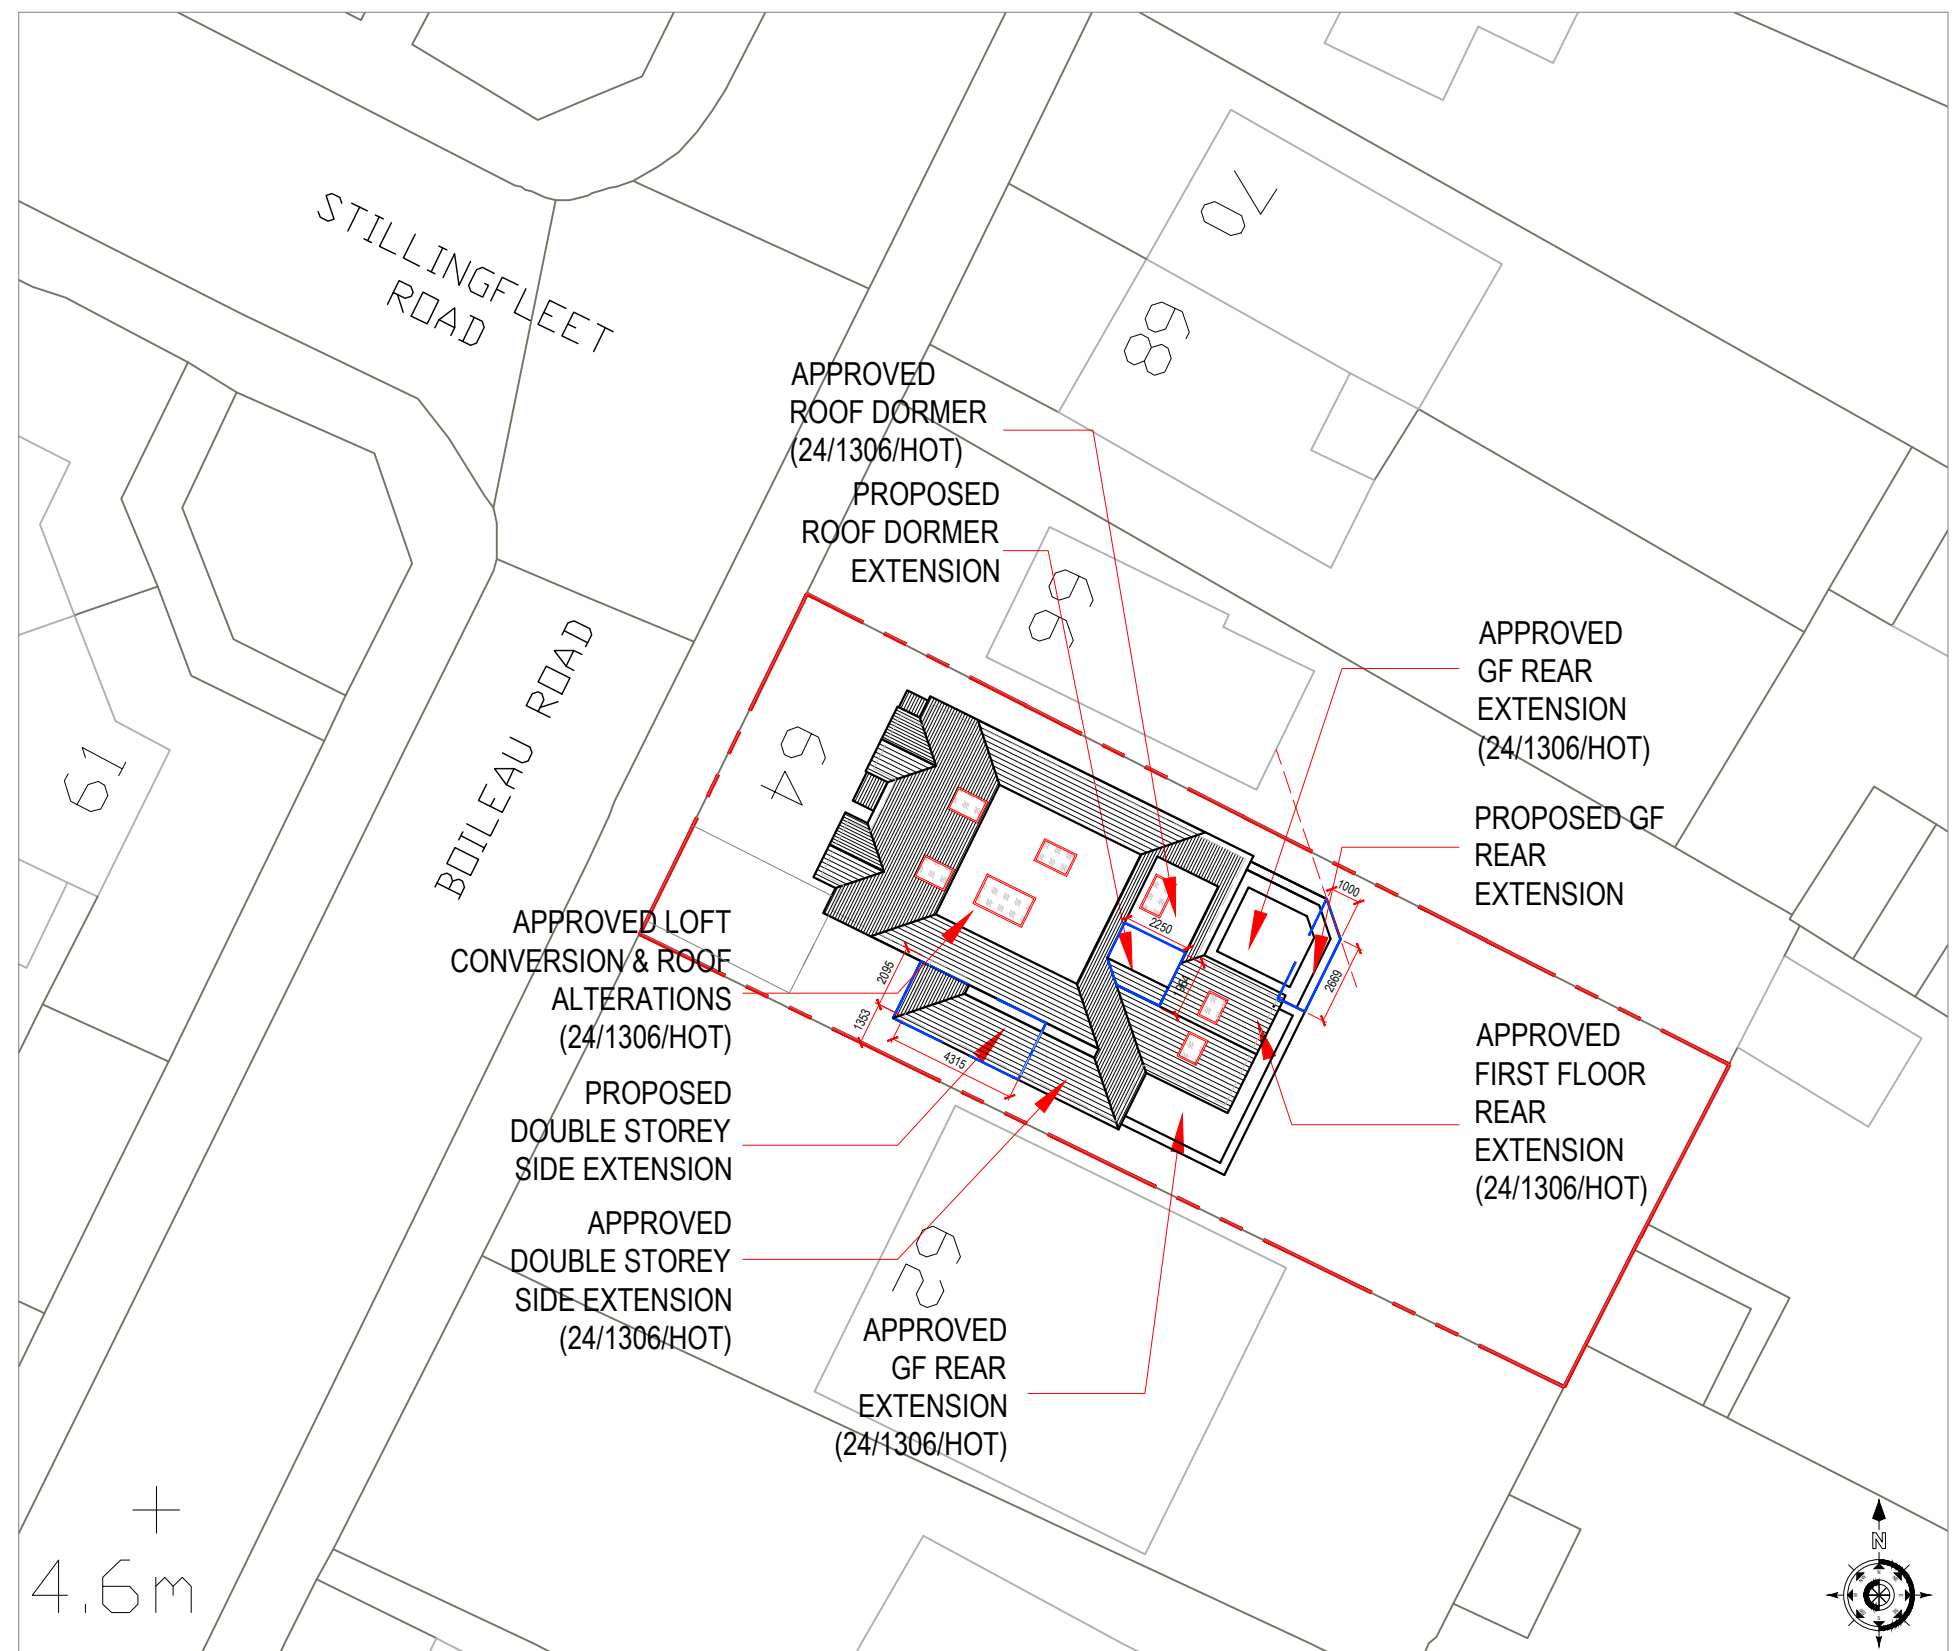 STILLINGFLEET
ROAD
70
68
APPROVED
ROOF DORMER
(24/1306/HOT)
PROPOSED
ROOF DORMER
EXTENSION
66
APPROVED
GF REAR
EXTENSION
(24/1306/HOT)
BOILEAU ROAD
61
64
PROPOSED GF
REAR
EXTENSION
1000
2250
2669
APPROVED LOFT
CONVERSION & ROOF
ALTERATIONS
(24/1306/HOT)
2095
1353
4315
APPROVED
FIRST FLOOR
REAR
EXTENSION
(24/1306/HOT)
PROPOSED
DOUBLE STOREY
SIDE EXTENSION
APPROVED
DOUBLE STOREY
SIDE EXTENSION
(24/1306/HOT)
62
APPROVED
GF REAR
EXTENSION
(24/1306/HOT)
4.6m
N